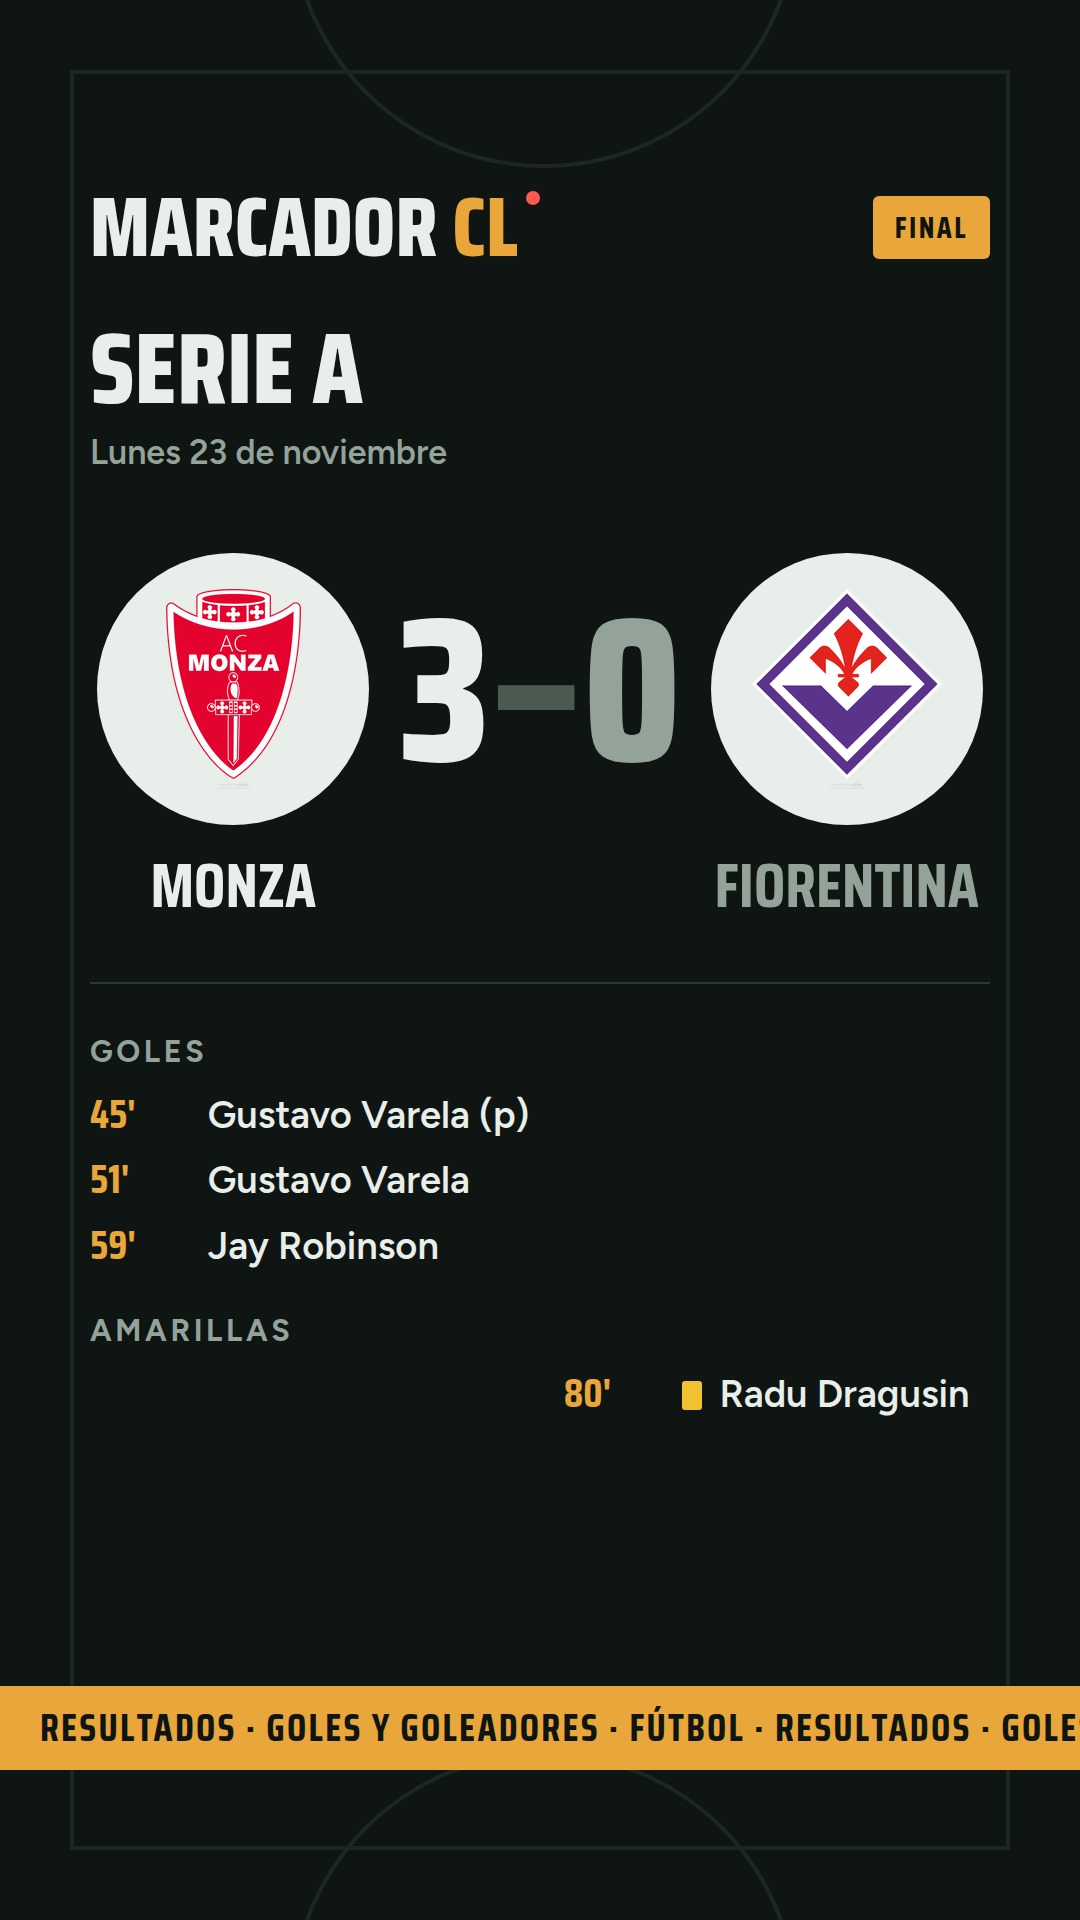 MARCADOR CL
FINAL
SERIE A
Lunes 23 de noviembre
AC
MONZA
3-0
MONZA
FIORENTINA
GOLES
45' Gustavo Varela (p)
51' Gustavo Varela
59' Jay Robinson
AMARILLAS
80' Radu Dragusin
RESULTADOS · GOLES Y GOLEADORES · FÚTBOL · RESULTADOS · GOLES